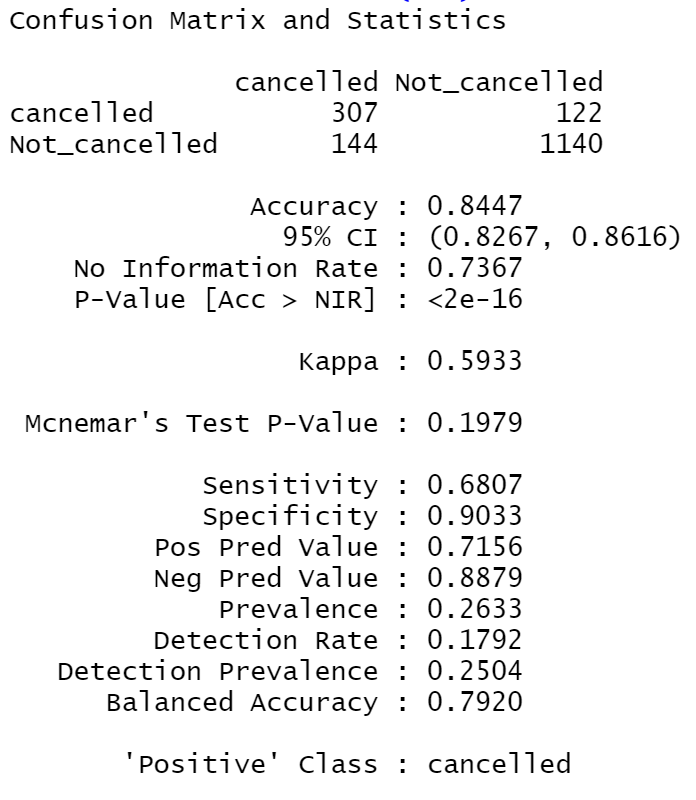 Confusion Matrix and Statistics
cancelled Not_cancelled
cancelled 307 122
Not_cancelled 144 1140
Accuracy : 0.8447
95% CI : (0.8267, 0.8616)
No Information Rate : 0.7367
P-Value [Acc > NIR] : <2e-16
Kappa : 0.5933
Mcnemar's Test P-Value : 0.1979
Sensitivity : 0.6807
Specificity : 0.9033
Pos Pred Value : 0.7156
Neg Pred Value : 0.8879
Prevalence : 0.2633
Detection Rate : 0.1792
Detection Prevalence : 0.2504
Balanced Accuracy : 0.7920
'Positive' Class : cancelled